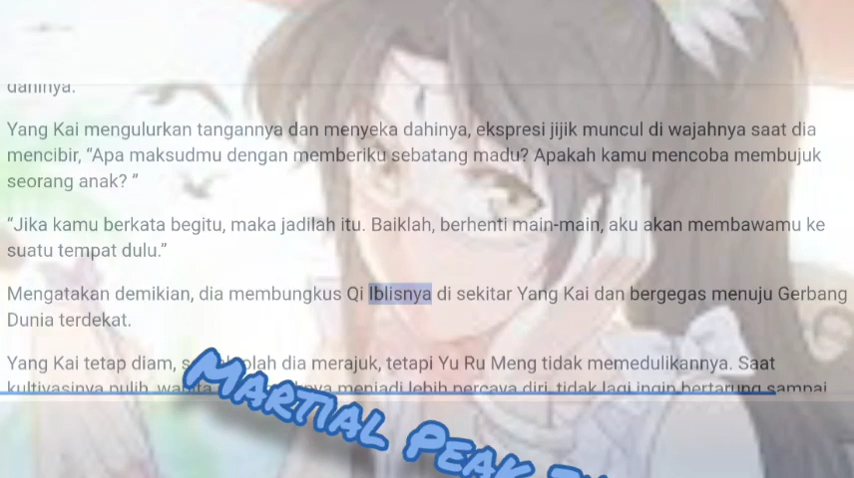 dahinya.
Yang Kai mengulurkan tangannya dan menyeka dahinya, ekspresi jijik muncul di wajahnya saat dia
mencibir, “Apa maksudmu dengan memberiku sebatang madu? Apakah kamu mencoba membujuk
seorang anak? ”
“Jika kamu berkata begitu, maka jadilah itu. Baiklah, berhenti main-main, aku akan membawamu ke
suatu tempat dulu.”
Mengatakan demikian, dia membungkus Qi Iblisnya di sekitar Yang Kai dan bergegas menuju Gerbang
Dunia terdekat.
Yang Kai tetap diam, dia merajuk, tetapi Yu Ru Meng tidak memedulikannya. Saat
kultivasinya pulih, menjadi lebih percaya diri, tidak lagi ingin bertarung sampai
Martial Peak